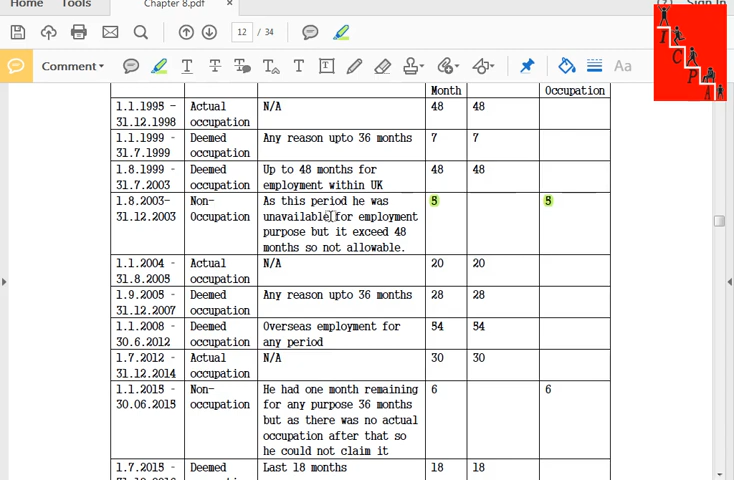 Home Tools Chapter 8.pdf × Sign In
12 / 34
Comment
Month Occupation
1.1.1995 – Actual N/A 48 48
31.12.1998 occupation
1.1.1999 - Deemed Any reason upto 36 months 7 7
31.7.1999 occupation
1.8.1999 - Deemed Up to 48 months for 48 48
31.7.2003 occupation employment within UK
1.8.2003- Non- As this period he was 5 5
31.12.2003 Occupation unavailable for employment
purpose but it exceed 48
months so not allowable.
1.1.2004 - Actual N/A 20 20
31.8.2005 occupation
1.9.2005 - Deemed Any reason upto 36 months 28 28
31.12.2007 occupation
1.1.2008 - Deemed Overseas employment for 54 54
30.6.2012 occupation any period
1.7.2012 - Actual N/A 30 30
31.12.2014 occupation
1.1.2015 - Non- He had one month remaining 6 6
30.06.2015 occupation for any purpose 36 months
but as there was no actual
occupation after that so
he could not claim it
1.7.2015 - Deemed Last 18 months 18 18
I
C
P
A
Aa